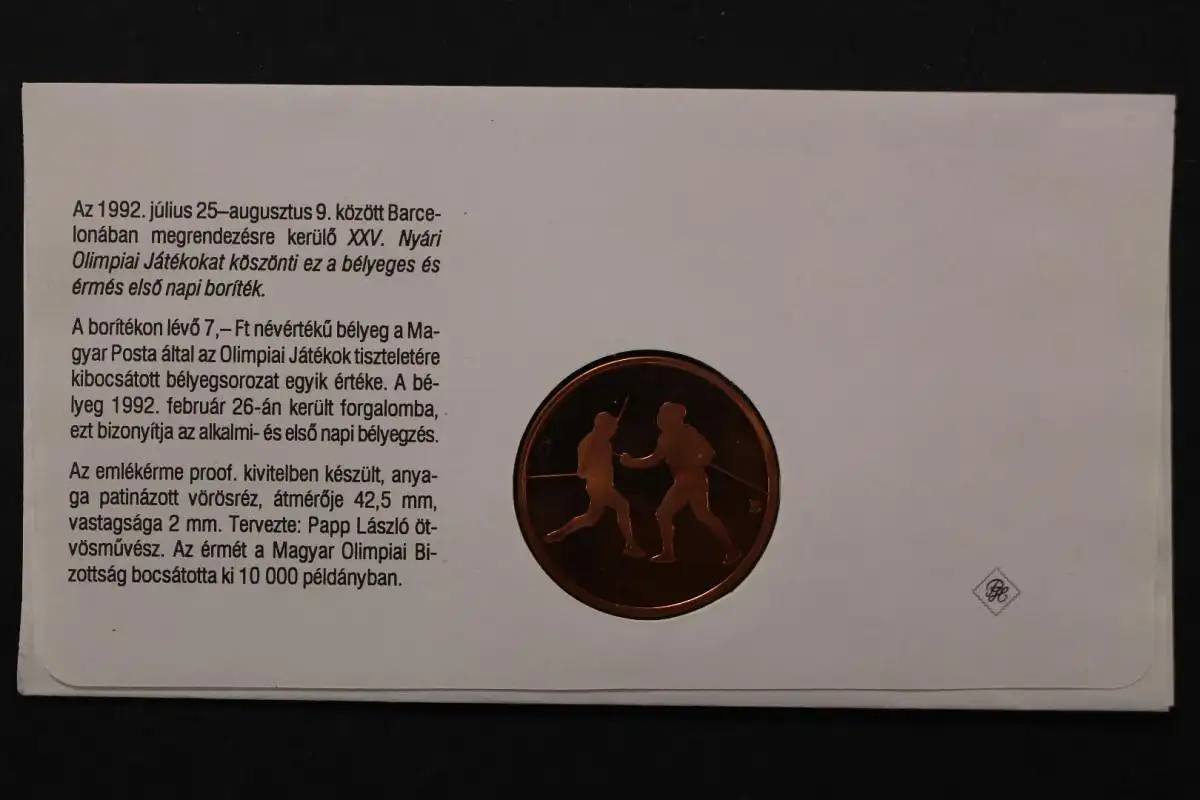 Az 1992. július 25–augusztus 9. között Barce-
lonában megrendezésre kerülő XXV. Nyári
Olimpiai Játékokat köszönti ez a bélyeges és
érmés első napi boríték.
A borítékon lévő 7,– Ft névértékű bélyeg a Ma-
gyar Posta által az Olimpiai Játékok tiszteletére
kibocsátott bélyegsorozat egyik értéke. A bé-
lyeg 1992. február 26-án került forgalomba,
ezt bizonyítja az alkalmi- és első napi bélyegzés.
Az emlékérme proof. kivitelben készült, anya-
ga patinázott vörösréz, átmérője 42,5 mm,
vastagsága 2 mm. Tervezte: Papp László öt-
vösművész. Az érmét a Magyar Olimpiai Bi-
zottság bocsátotta ki 10 000 példányban.